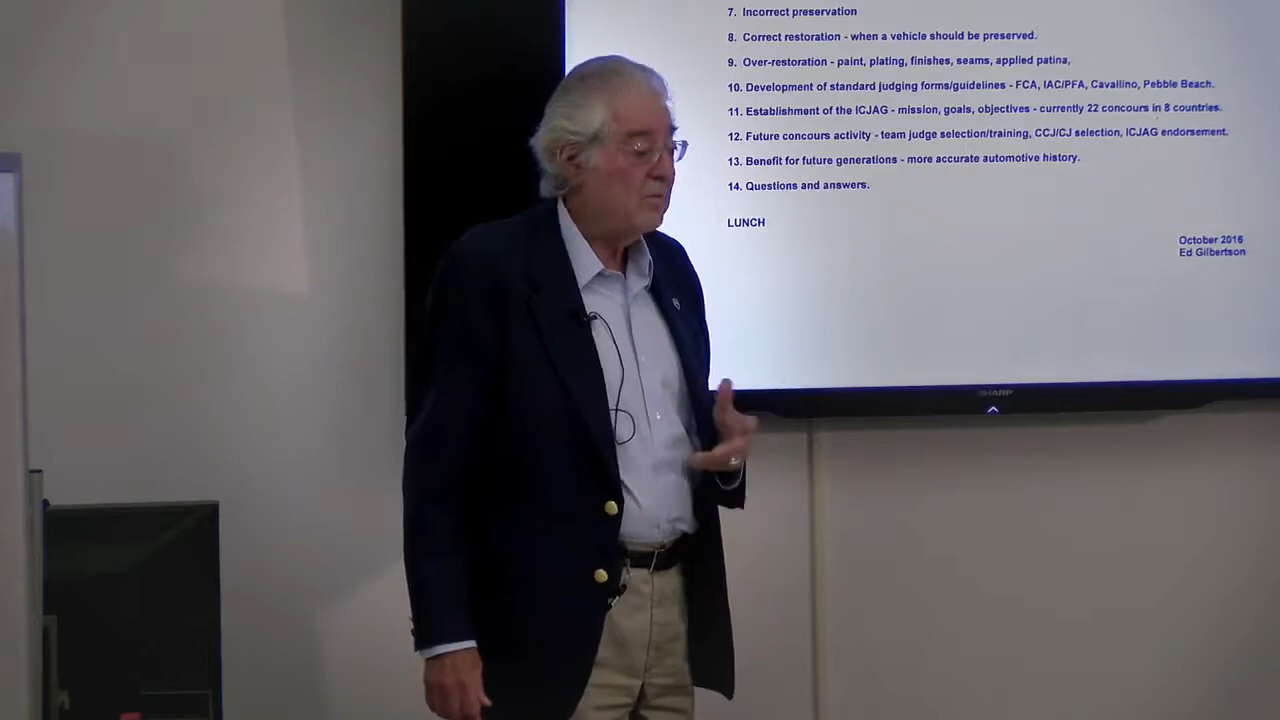 7. Incorrect preservation
8. Correct restoration - when a vehicle should be preserved.
9. Over-restoration - paint, plating, finishes, seams, applied patina,
10. Development of standard judging forms/guidelines - FCA, IAC/PFA, Cavallino, Pebble Beach.
11. Establishment of the ICJAG - mission, goals, objectives - currently 22 concours in 8 countries.
12. Future concours activity - team judge selection/training, CCJ/CJ selection, ICJAG endorsement.
13. Benefit for future generations - more accurate automotive history.
14. Questions and answers.
LUNCH
October 2016
Ed Gilbertson
SHARP